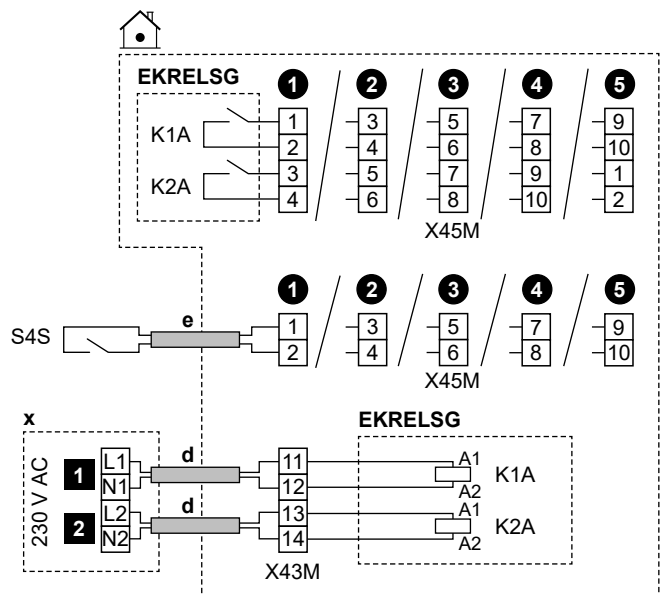 EKRELSG 1 2 3 4 5
K1A 1 3 5 7 9
2 4 6 8 10
K2A 3 5 7 9 1
4 6 8 10 2
X45M
1 2 3 4 5
S4S e 1 3 5 7 9
2 4 6 8 10
X45M
x EKRELSG
230 V AC
1 L1 d 11 A1 K1A
N1 12 A2
2 L2 d 13 A1 K2A
N2 14 A2
X43M